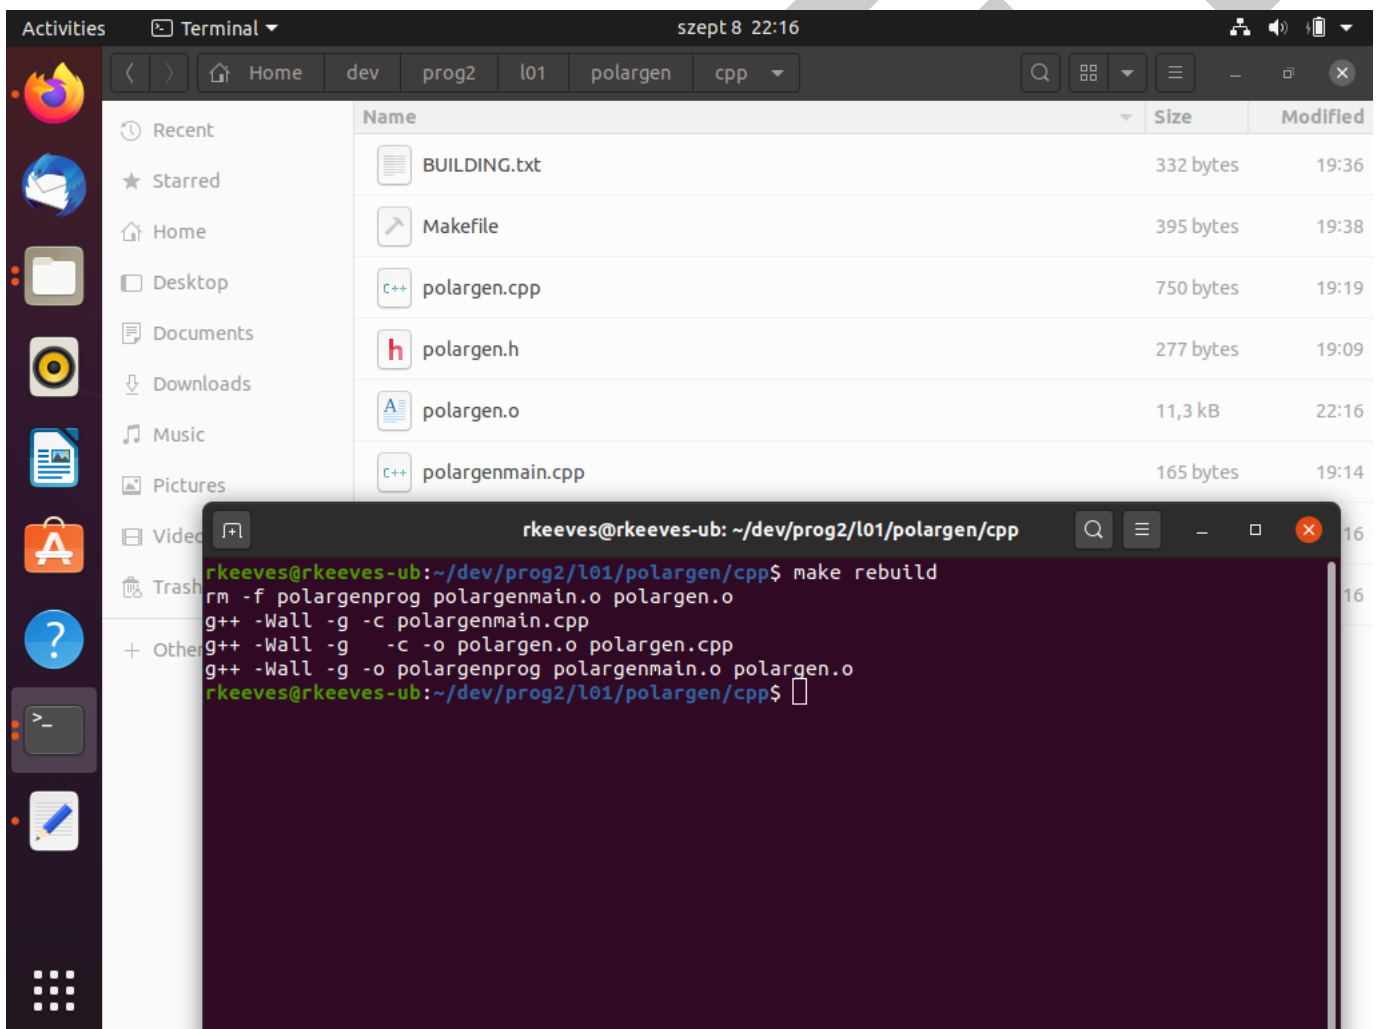 Activities Terminal szept 8 22:16
Home dev prog2 l01 polargen cpp
Name Size Modified
Recent
Starred
Home
Desktop
Documents
Downloads
Music
Pictures
Trash
BUILDING.txt 332 bytes 19:36
Makefile 395 bytes 19:38
C++ polargen.cpp 750 bytes 19:19
h polargen.h 277 bytes 19:09
A polargen.o 11,3 kB 22:16
C++ polargenmain.cpp 165 bytes 19:14
16
16
rkeeves@rkeeves-ub: ~/dev/prog2/l01/polargen/cpp
rkeeves@rkeeves-ub:~/dev/prog2/l01/polargen/cpp$ make rebuild
rm -f polargenprog polargenmain.o polargen.o
g++ -Wall -g -c polargenmain.cpp
g++ -Wall -g   -c -o polargen.o polargen.cpp
g++ -Wall -g -o polargenprog polargenmain.o polargen.o
rkeeves@rkeeves-ub:~/dev/prog2/l01/polargen/cpp$